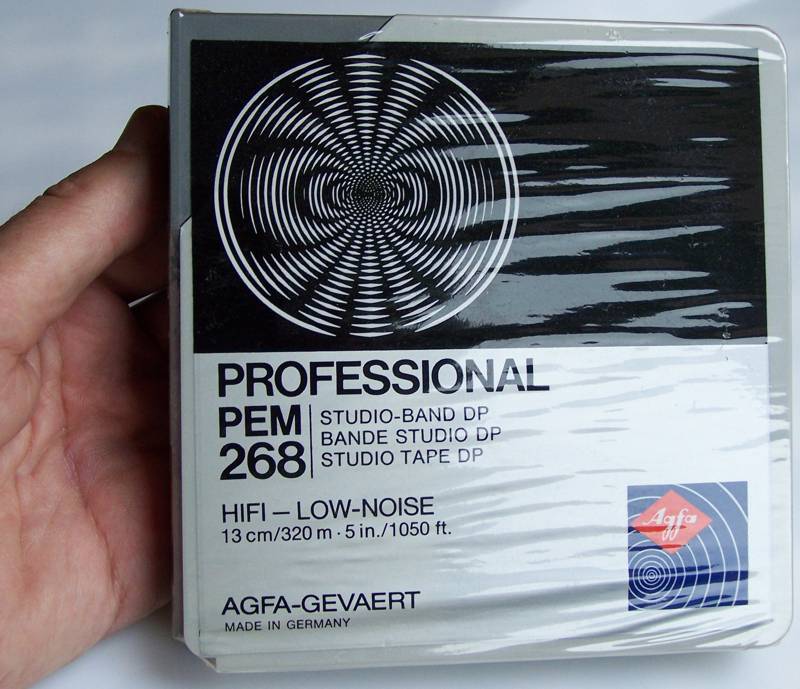 PROFESSIONAL
PEM
268
STUDIO-BAND DP
BANDE STUDIO DP
STUDIO TAPE DP
HIFI – LOW-NOISE
13 cm/320 m · 5 in./1050 ft.
Agfa
AGFA-GEVAERT
MADE IN GERMANY